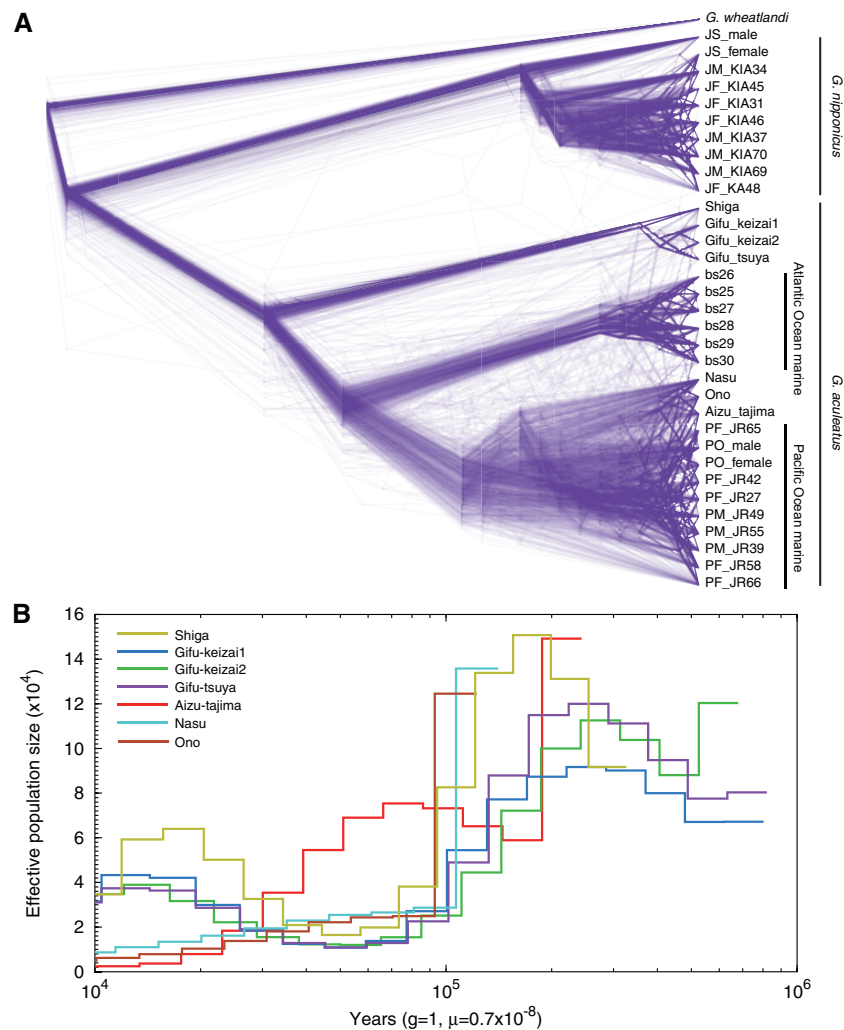 A
G. wheatlandi
JS_male
JS_female
JM_KIA34
JF_KIA45
JF_KIA31
JF_KIA46
JM_KIA37
JM_KIA70
JM_KIA69
JF_KA48
G. nipponicus
Shiga
Gifu_keizai1
Gifu_keizai2
Gifu_tsuya
bs26
bs25
bs27
bs28
bs29
bs30
Atlantic Ocean marine
Nasu
Ono
Aizu_tajima
PF_JR65
PO_male
PO_female
PF_JR42
PF_JR27
PM_JR49
PM_JR55
PM_JR39
PF_JR58
PF_JR66
Pacific Ocean marine
G. aculeatus
B
Effective population size (x10⁴)
16
14
12
10
8
6
4
2
0
Shiga
Gifu-keizai1
Gifu-keizai2
Gifu-tsuya
Aizu-tajima
Nasu
Ono
10⁴
10⁵
10⁶
Years (g=1, μ=0.7x10⁻⁸)